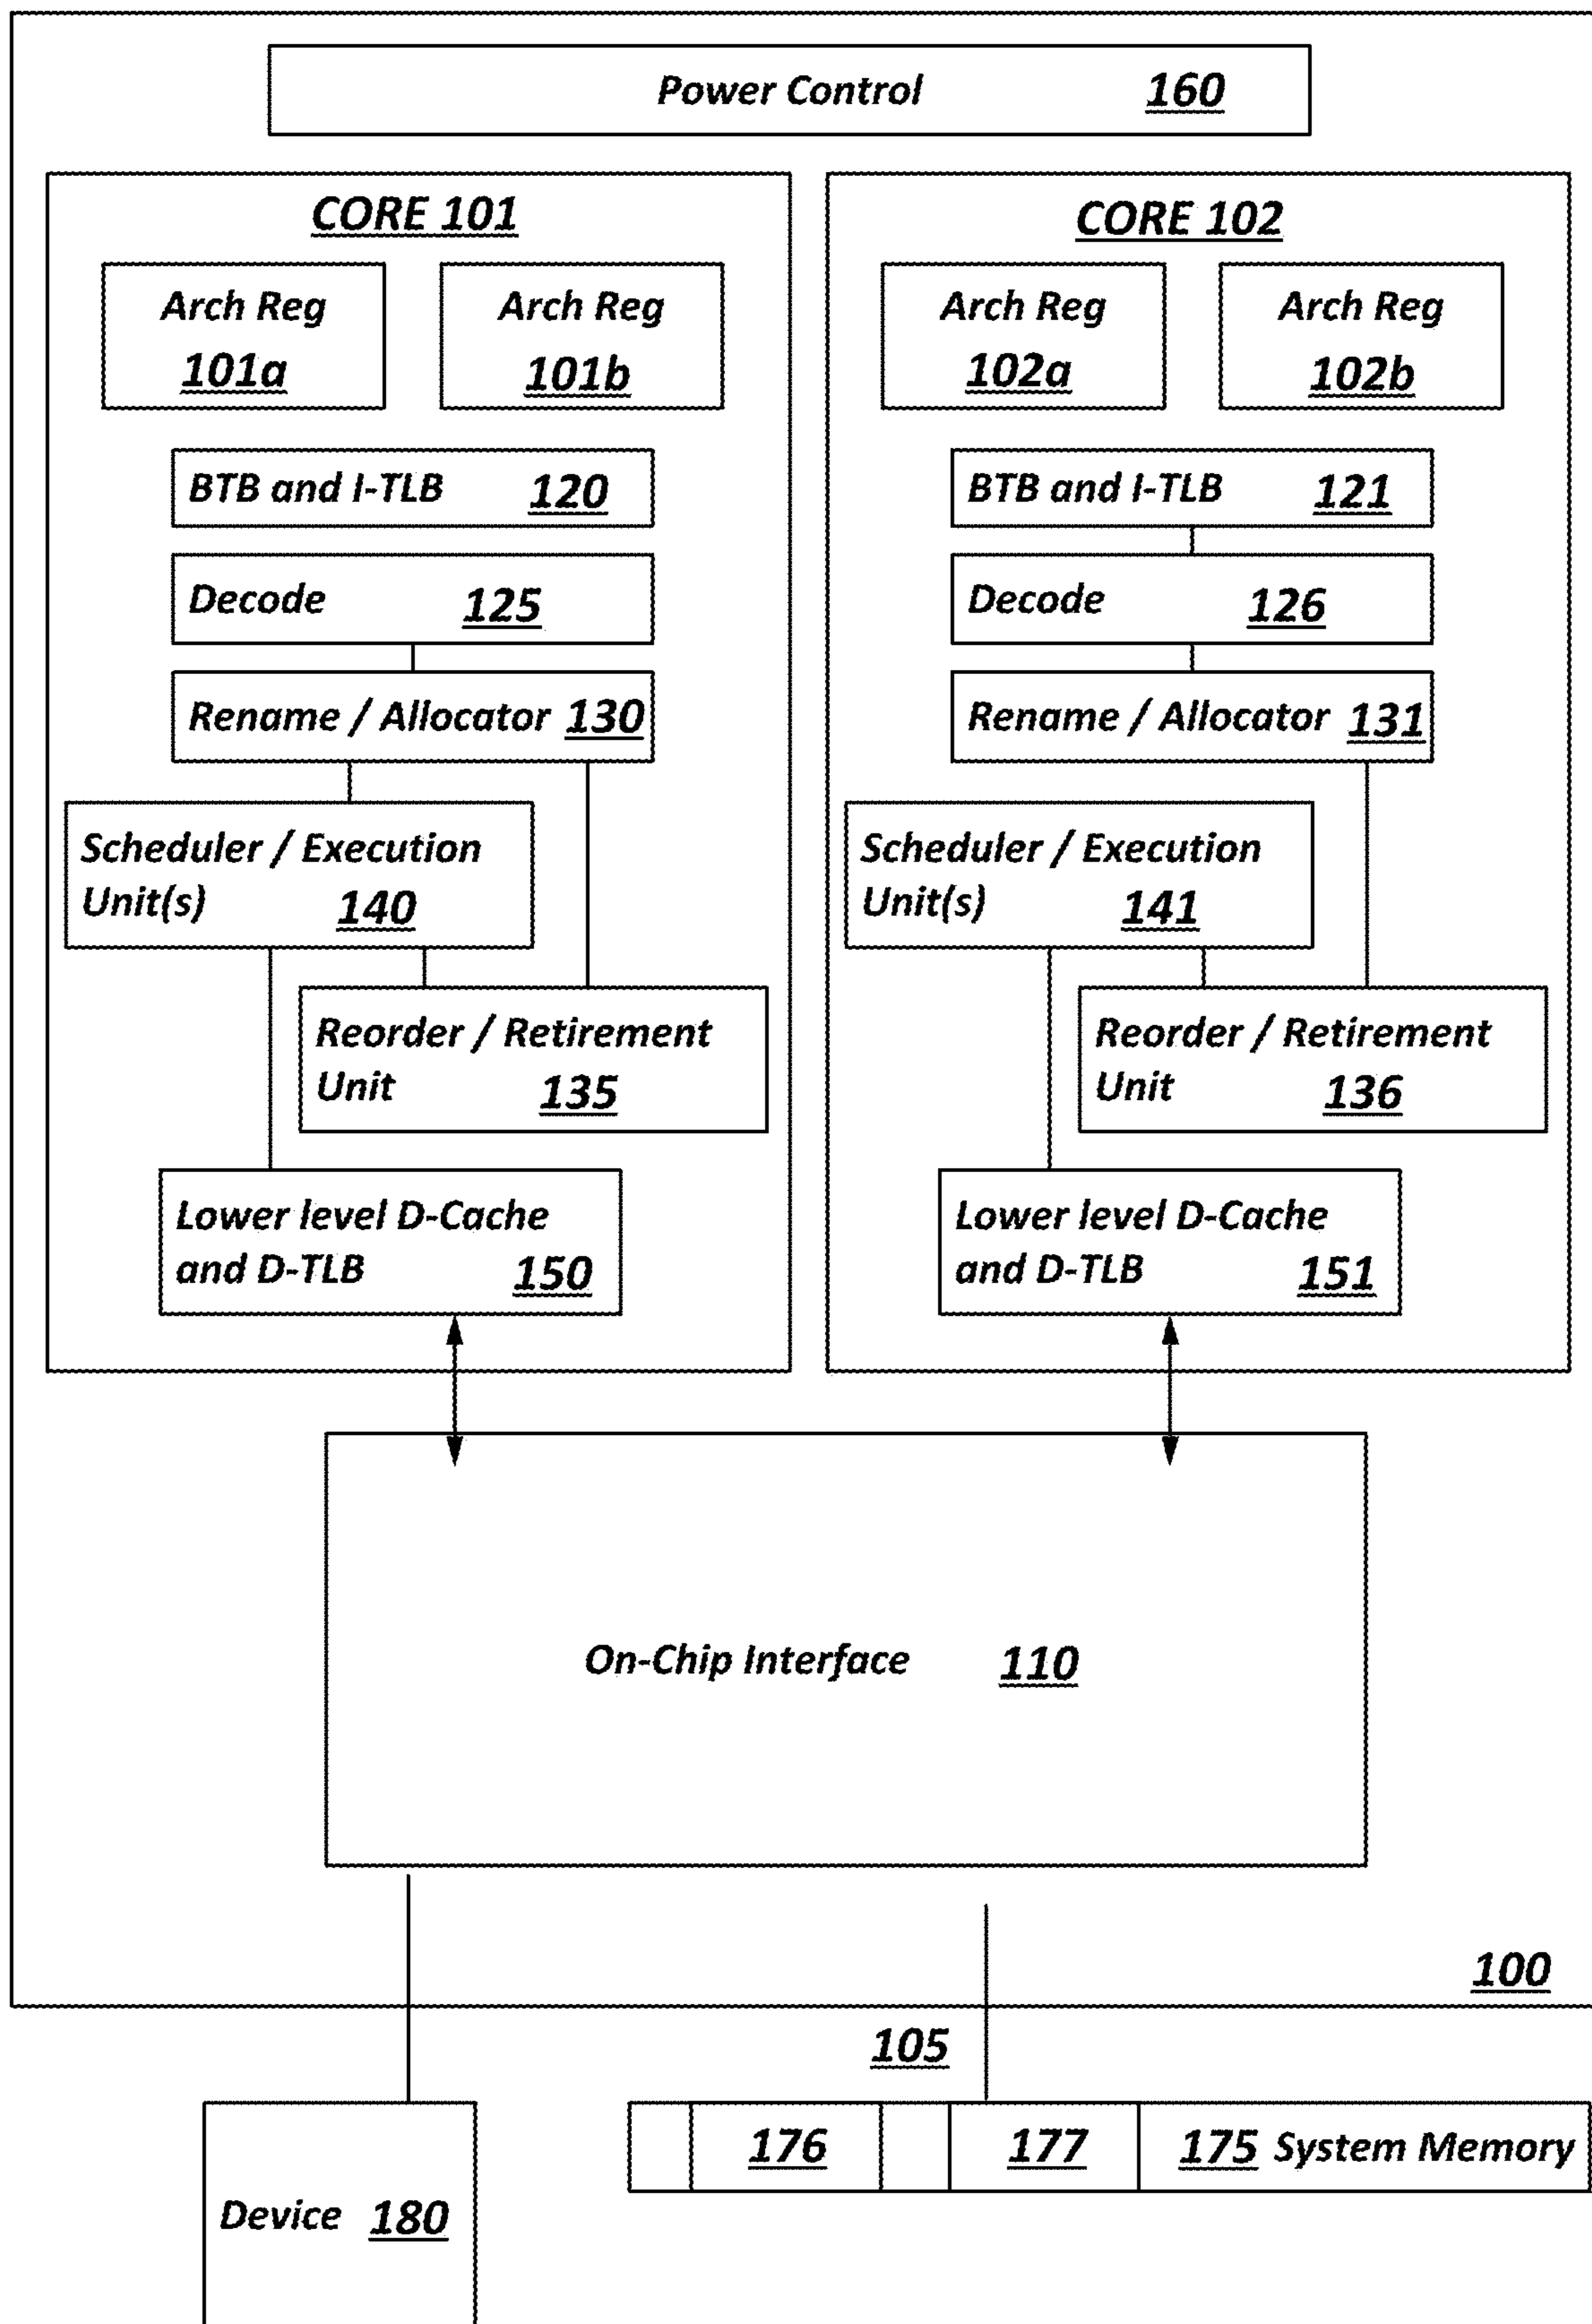 Power Control 160
CORE 101
Arch Reg
101a
Arch Reg
101b
BTB and I-TLB 120
Decode 125
Rename / Allocator 130
Scheduler / Execution
Unit(s) 140
Reorder / Retirement
Unit 135
Lower level D-Cache
and D-TLB 150
CORE 102
Arch Reg
102a
Arch Reg
102b
BTB and I-TLB 121
Decode 126
Rename / Allocator 131
Scheduler / Execution
Unit(s) 141
Reorder / Retirement
Unit 136
Lower level D-Cache
and D-TLB 151
On-Chip Interface 110
100
105
176 177 175 System Memory
Device 180